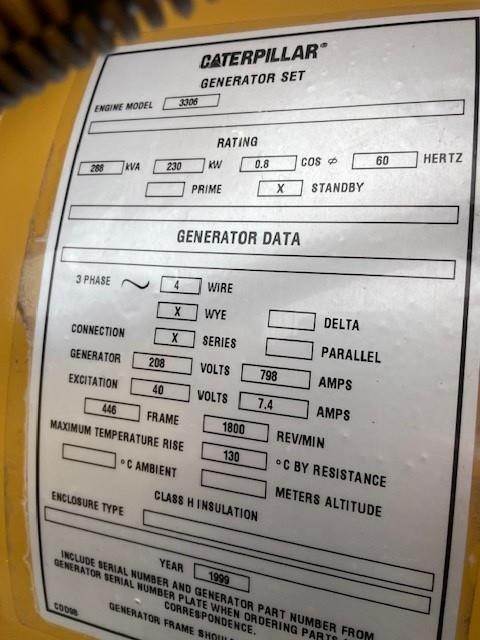 CATERPILLAR®
GENERATOR SET
ENGINE MODEL 3306
RATING
288 kVA 230 kW 0.8 COS ⌀ 60 HERTZ
PRIME X STANDBY
GENERATOR DATA
3 PHASE ~ 4 WIRE
X WYE DELTA
CONNECTION X SERIES PARALLEL
GENERATOR 208 VOLTS 798 AMPS
EXCITATION 40 VOLTS 7.4 AMPS
446 FRAME 1800 REV/MIN
MAXIMUM TEMPERATURE RISE 130 °C BY RESISTANCE
°C AMBIENT METERS ALTITUDE
CLASS H INSULATION
ENCLOSURE TYPE
YEAR 1999
INCLUDE SERIAL NUMBER AND GENERATOR PART NUMBER FROM
GENERATOR SERIAL NUMBER PLATE WHEN ORDERING PARTS
CORRESPONDENCE.
GENERATOR FRAME